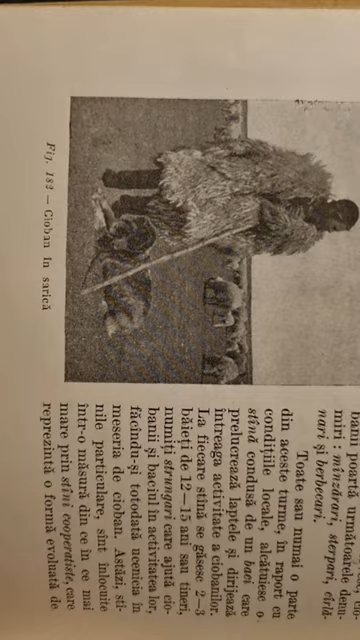 Fig. 182 — Cioban în sarică
banii poartă următoarele denu-
miri : mînzărari, sterpari, cîrlă-
nari și berbecari.
Toate sau numai o parte
din aceste turme, în raport cu
condițiile locale, alcătuiesc o
stînă condusă de un baci care
prelucrează laptele și dirijează
întreaga activitate a ciobanilor.
La fiecare stînă se găsesc 2—3
băieți de 12—15 ani sau tineri,
numiți strungari care ajută cio-
banii și baciul în activitatea lor,
făcîndu-și totodată ucenicia în
meseria de cioban. Astăzi, stî-
nile particulare, sînt înlocuite
într-o măsură din ce în ce mai
mare prin stîni cooperatiste, care
reprezintă o formă evoluată de